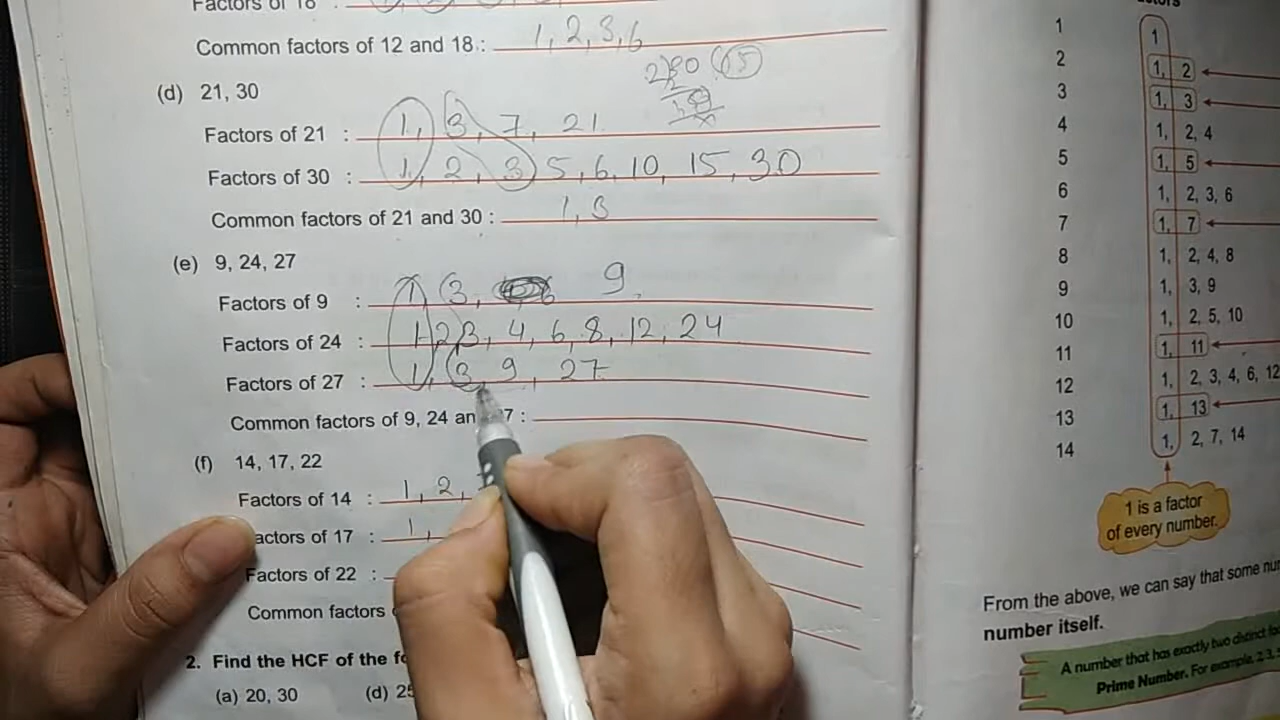 Factors of 18 :
Common factors of 12 and 18.: 1, 2, 3, 6
(d) 21, 30
Factors of 21 : 1, 3, 7, 21
Factors of 30 : 1, 2, 3, 5, 6, 10, 15, 30
Common factors of 21 and 30 : 1, 3
(e) 9, 24, 27
Factors of 9 : 1, 3, 9
Factors of 24 : 1, 2, 3, 4, 6, 8, 12, 24
Factors of 27 : 1, 3, 9, 27
Common factors of 9, 24 an 7 :
(f) 14, 17, 22
Factors of 14 : 1, 2,
actors of 17 : 1,
Factors of 22 :
Common factors
2. Find the HCF of the fo
(a) 20, 30 (d) 25
1 1
2 1, 2
3 1, 3
4 1, 2, 4
5 1, 5
6 1, 2, 3, 6
7 1, 7
8 1, 2, 4, 8
9 1, 3, 9
10 1, 2, 5, 10
11 1, 11
12 1, 2, 3, 4, 6, 12
13 1, 13
14 1, 2, 7, 14
1 is a factor
of every number.
From the above, we can say that some nu
number itself.
A number that has exactly two distinct fa
Prime Number. For example, 2, 3,